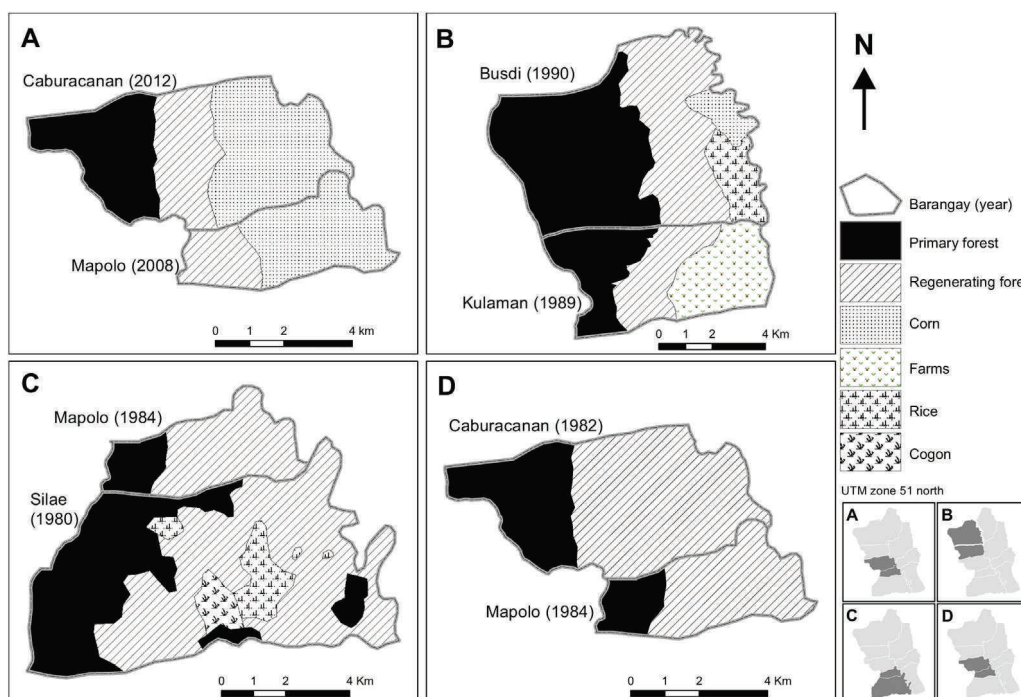 A
Caburacanan (2012)
Mapolo (2008)
0 1 2 4 Km
B
Busdi (1990)
Kulaman (1989)
0 1 2 4 Km
C
Mapolo (1984)
Silae
(1980)
0 1 2 4 Km
D
Caburacanan (1982)
Mapolo (1984)
0 1 2 4 Km
N
Barangay (year)
Primary forest
Regenerating fore
Corn
Farms
Rice
Cogon
UTM zone 51 north
A
B
C
D